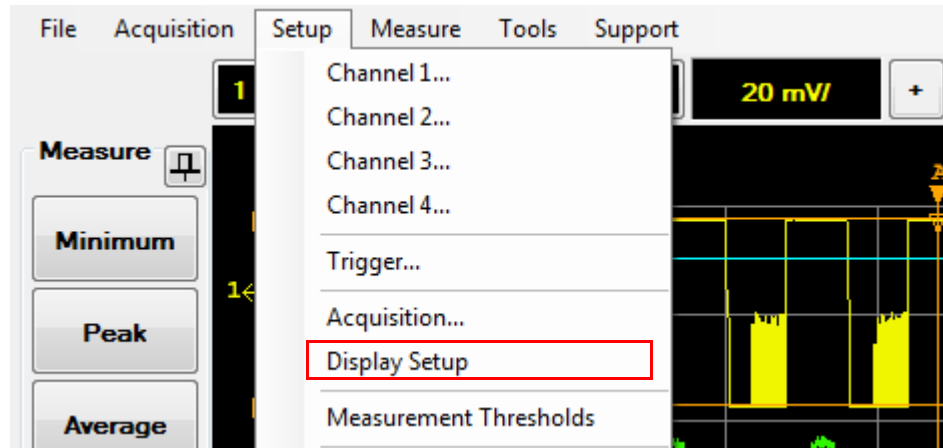 File Acquisition Setup Measure Tools Support
1 20 mV/ +
Channel 1...
Channel 2...
Channel 3...
Channel 4...
Trigger...
Acquisition...
Display Setup
Measurement Thresholds
Measure
Minimum
Peak
Average
1